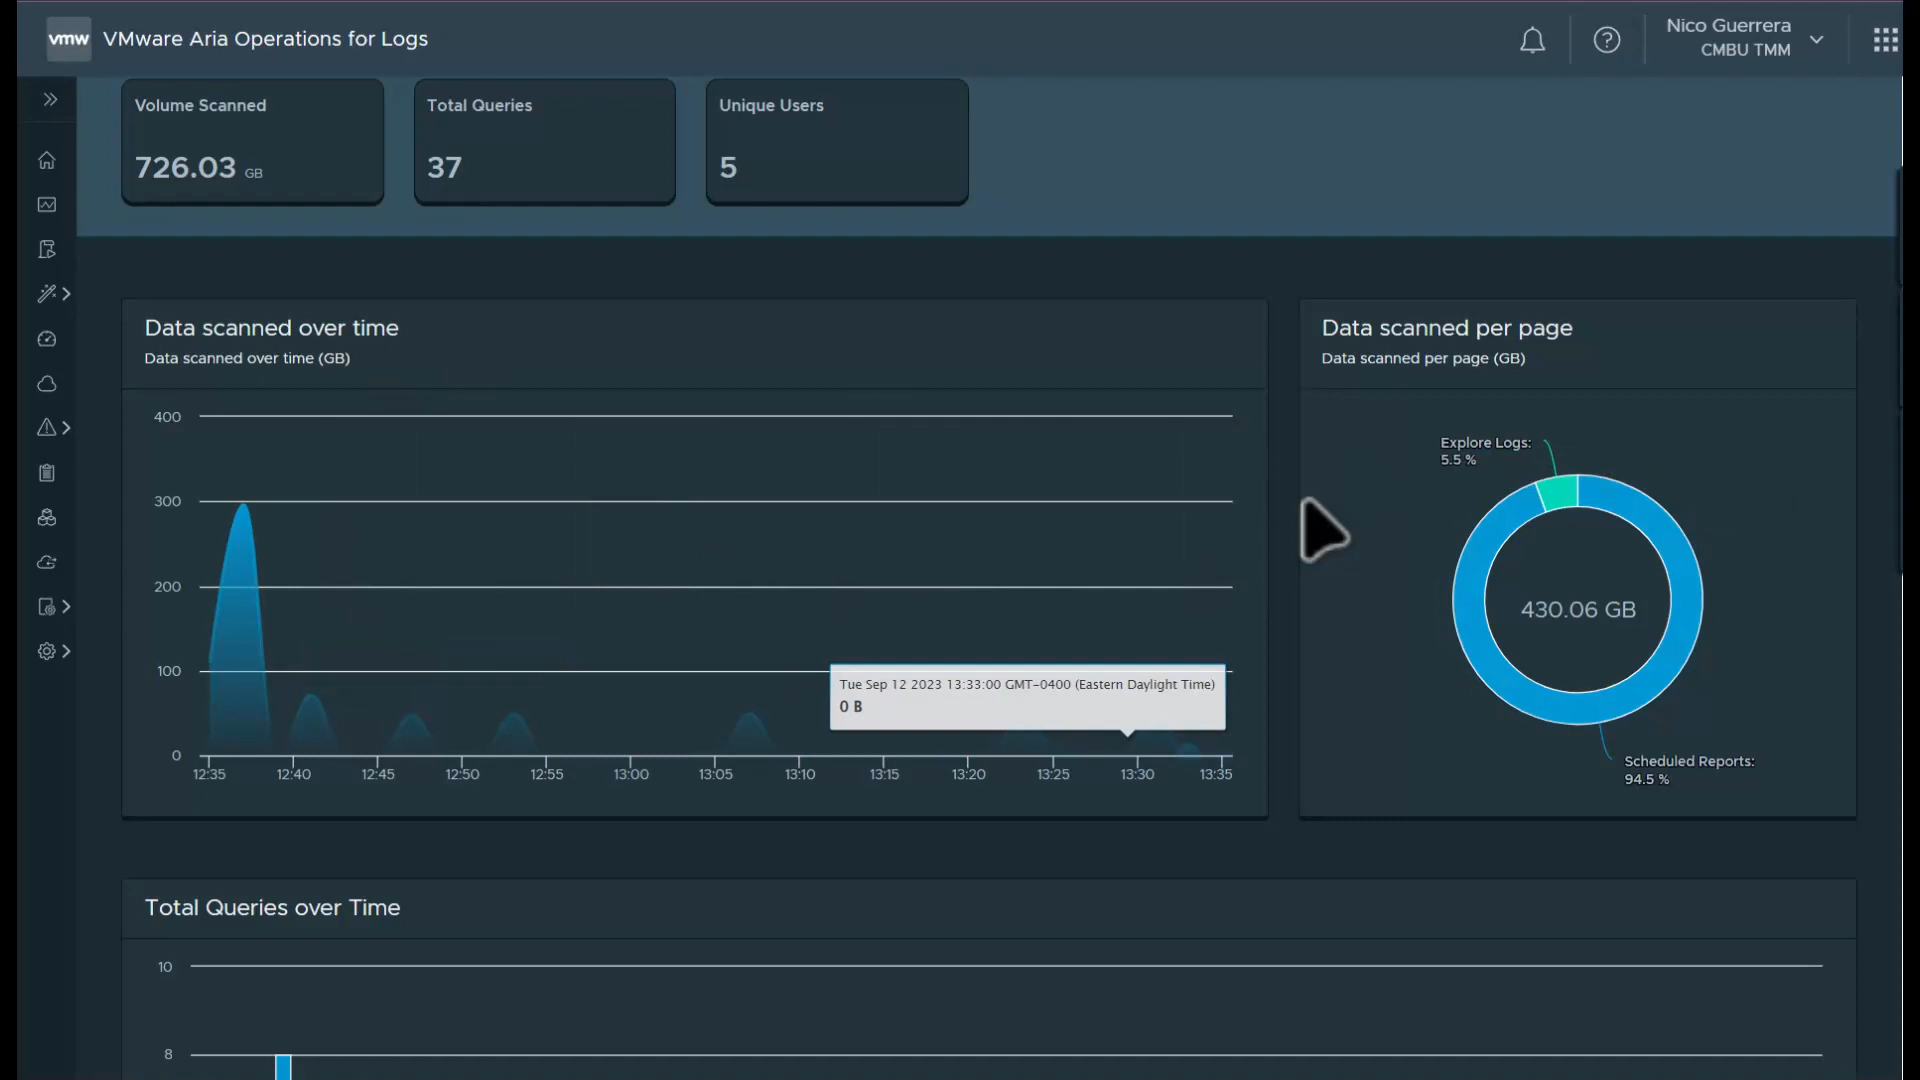 vmw VMware Aria Operations for Logs
Nico Guerrera
CMBU TMM
Volume Scanned
726.03 GB
Total Queries
37
Unique Users
5
Data scanned over time
Data scanned over time (GB)
400
300
200
100
0
12:35 12:40 12:45 12:50 12:55 13:00 13:05 13:10 13:15 13:20 13:25 13:30 13:35
Tue Sep 12 2023 13:33:00 GMT-0400 (Eastern Daylight Time)
0 B
Data scanned per page
Data scanned per page (GB)
Explore Logs:
5.5 %
430.06 GB
Scheduled Reports:
94.5 %
Total Queries over Time
10
8